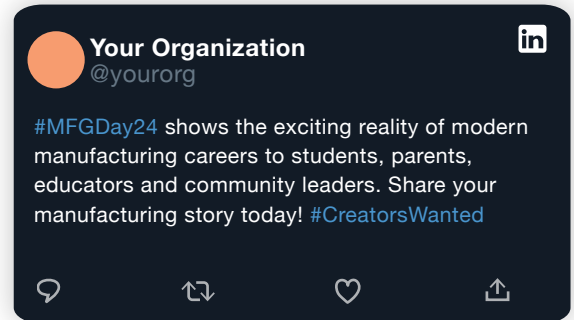 Your Organization
@yourorg
in
#MFGDay24 shows the exciting reality of modern
manufacturing careers to students, parents,
educators and community leaders. Share your
manufacturing story today! #CreatorsWanted